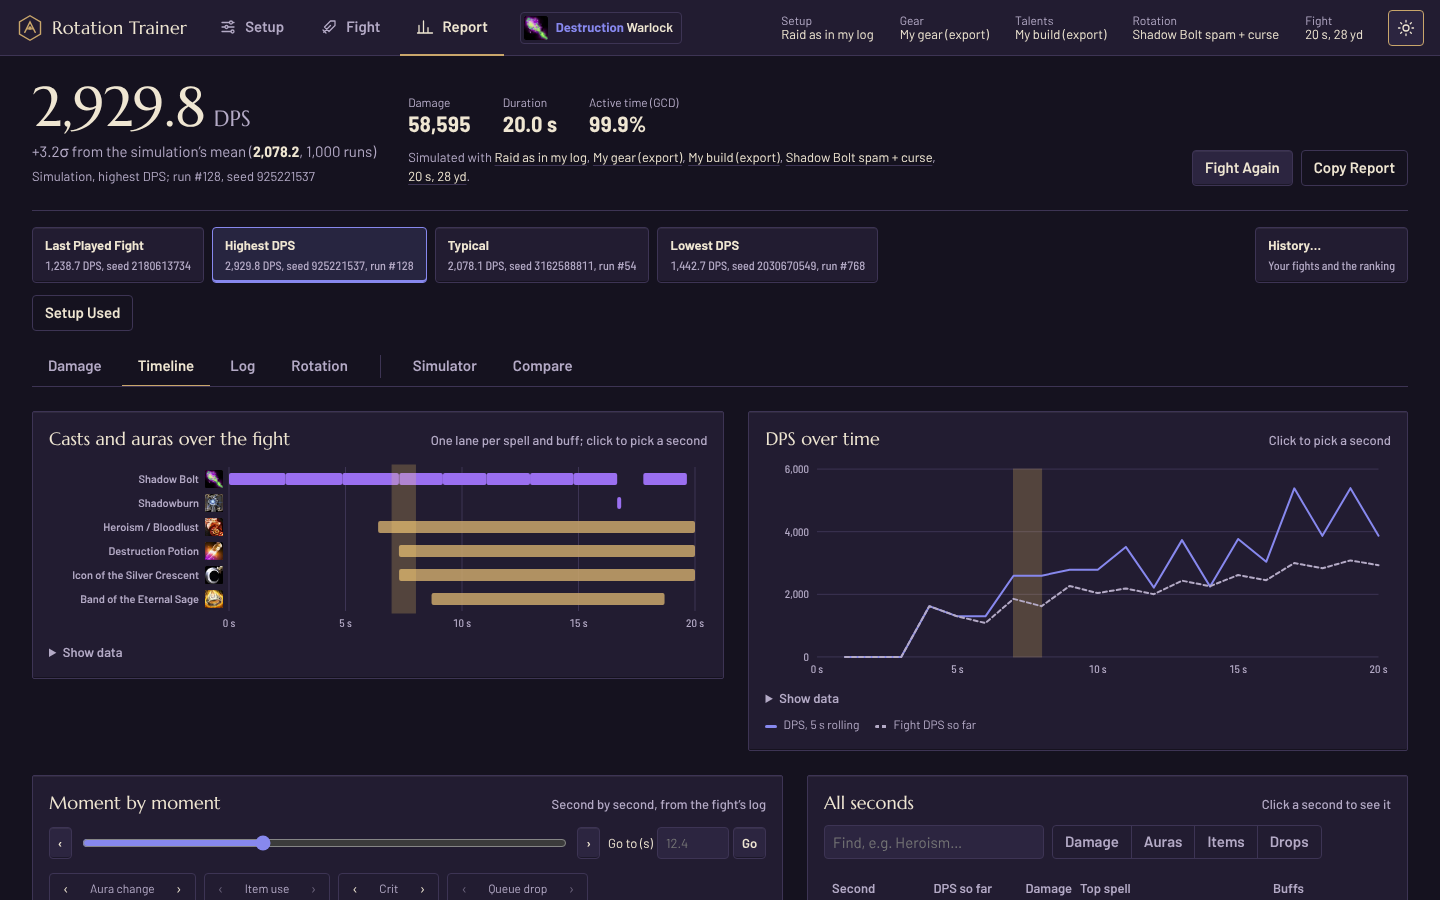 Rotation Trainer
Setup
Fight
Report
Destruction Warlock
Setup
Raid as in my log
Gear
My gear (export)
Talents
My build (export)
Rotation
Shadow Bolt spam + curse
Fight
20 s, 28 yd
2,929.8 DPS
+3.2σ from the simulation's mean (2,078.2, 1,000 runs)
Simulation, highest DPS; run #128, seed 925221537
Damage
58,595
Duration
20.0 s
Active time (GCD)
99.9%
Simulated with Raid as in my log, My gear (export), My build (export), Shadow Bolt spam + curse,
20 s, 28 yd.
Fight Again
Copy Report
Last Played Fight
1,238.7 DPS, seed 2180613734
Highest DPS
2,929.8 DPS, seed 925221537, run #128
Typical
2,078.1 DPS, seed 3162588811, run #54
Lowest DPS
1,442.7 DPS, seed 2030670549, run #768
History...
Your fights and the ranking
Setup Used
Damage
Timeline
Log
Rotation
Simulator
Compare
Casts and auras over the fight
One lane per spell and buff; click to pick a second
Shadow Bolt
Shadowburn
Heroism / Bloodlust
Destruction Potion
Icon of the Silver Crescent
Band of the Eternal Sage
0 s 5 s 10 s 15 s 20 s
▶ Show data
DPS over time
Click to pick a second
6,000
4,000
2,000
0
0 s 5 s 10 s 15 s 20 s
▶ Show data
DPS, 5 s rolling
Fight DPS so far
Moment by moment
Second by second, from the fight's log
‹
›
Go to (s)
12.4
Go
‹ Aura change ›
‹ Item use ›
‹ Crit ›
‹ Queue drop ›
All seconds
Click a second to see it
Find, e.g. Heroism...
Damage
Auras
Items
Drops
Second DPS so far Damage Top spell Buffs